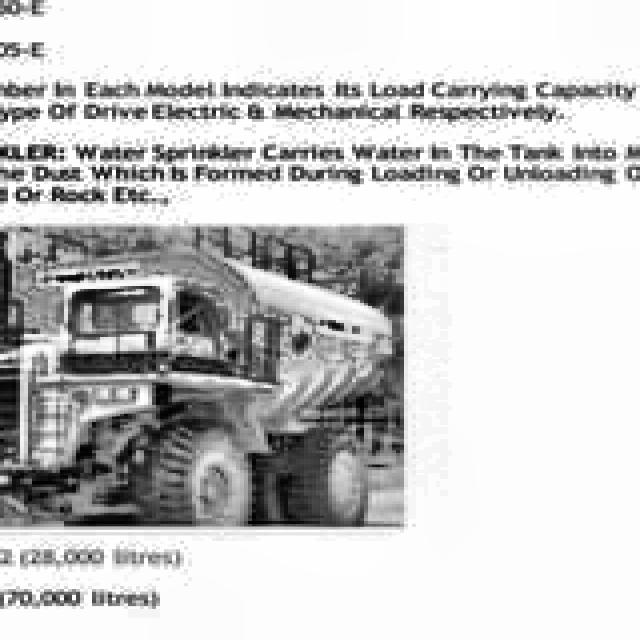 05-E
mber In Each Model Indicates Its Load Carrying Capacity
ype Of Drive Electric & Mechanical Respectively.
KLER: Water Sprinkler Carries Water In The Tank Into
he Dust Which Is Formed During Loading Or Unloading O
d Or Rock Etc.,
2 (28,000 litres)
(70,000 litres)